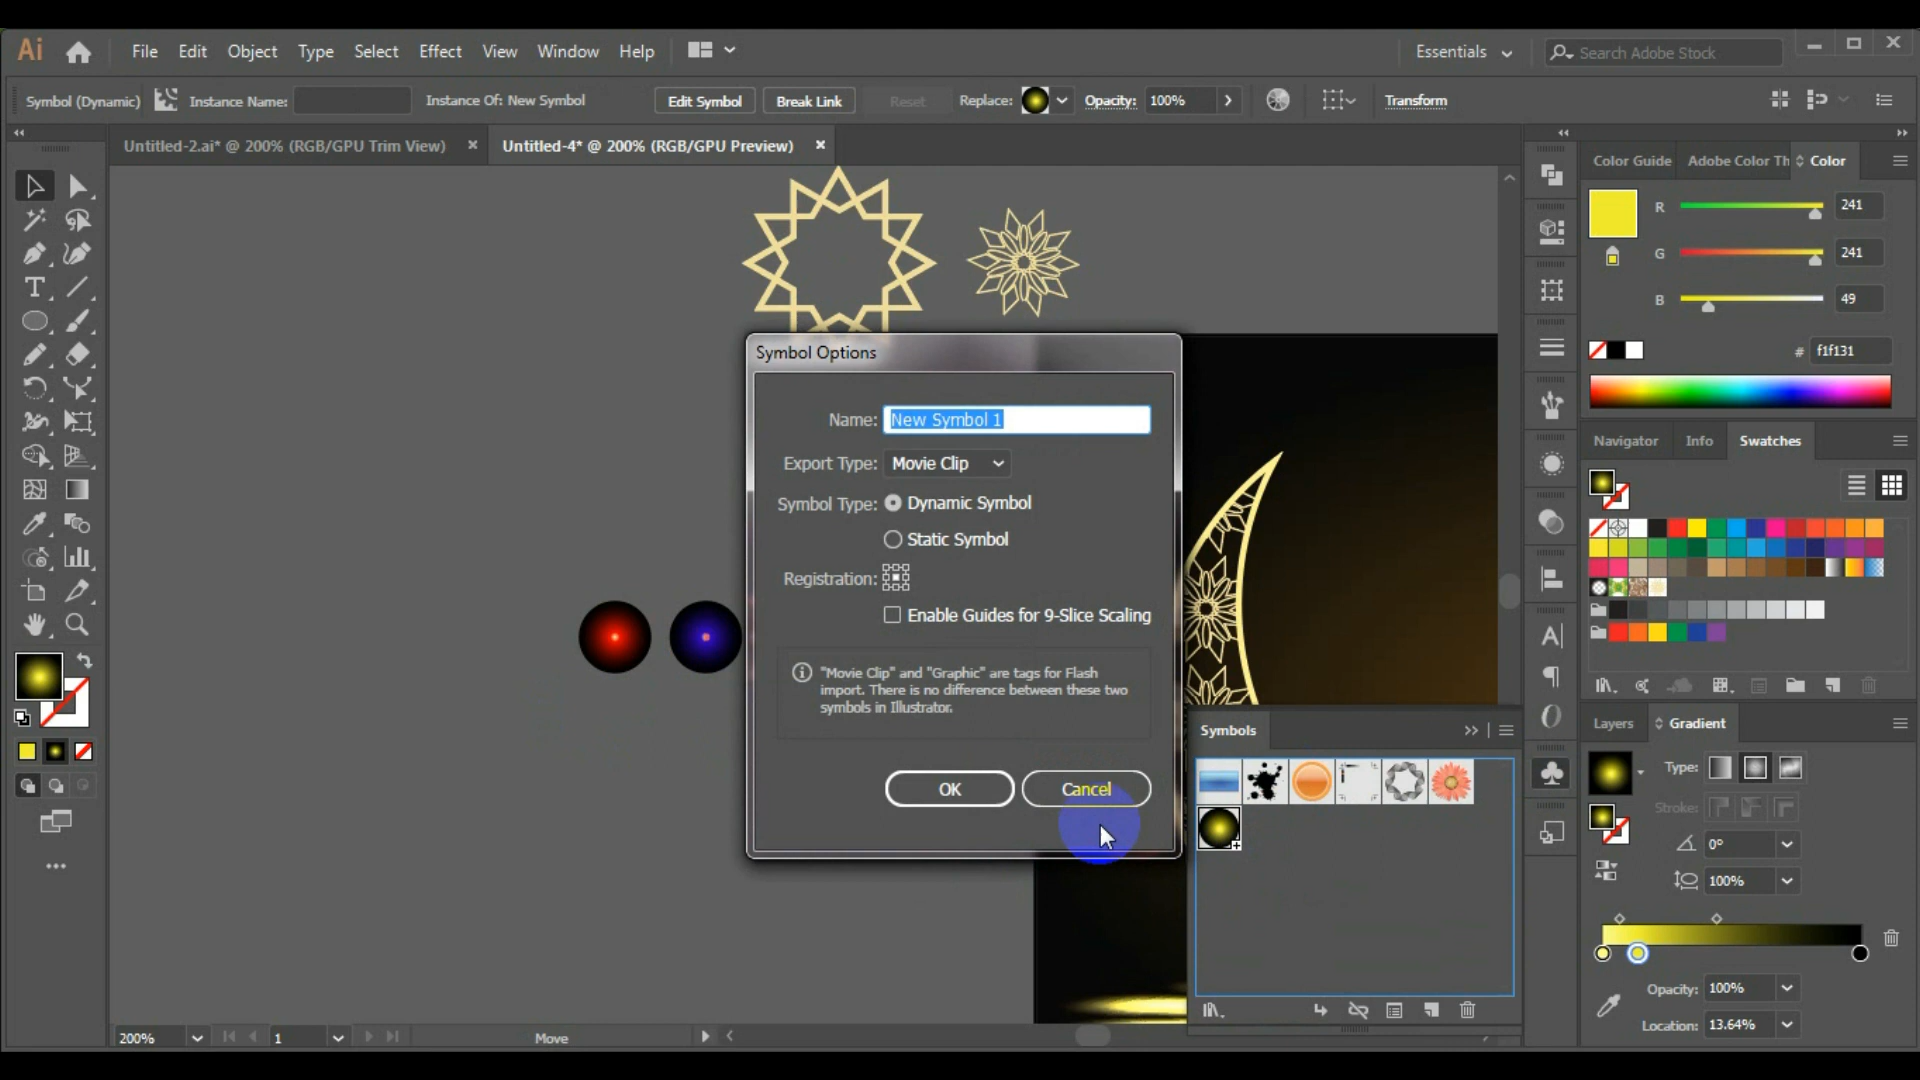 Ai File Edit Object Type Select Effect View Window Help Essentials Search Adobe Stock
Symbol (Dynamic) Instance Name: Instance Of: New Symbol Edit Symbol Break Link Reset Replace: Opacity: 100% Transform
Untitled-2.ai* @ 200% (RGB/GPU Trim View) Untitled-4* @ 200% (RGB/GPU Preview)
Color Guide Adobe Color Th Color
R 241
G 241
B 49
# f1f131
Navigator Info Swatches
Symbol Options
Name: New Symbol 1
Export Type: Movie Clip
Symbol Type: Dynamic Symbol
Static Symbol
Registration:
Enable Guides for 9-Slice Scaling
"Movie Clip" and "Graphic" are tags for Flash
import. There is no difference between these two
symbols in Illustrator.
OK Cancel
Symbols
Layers Gradient
Type:
Stroke:
0°
100%
Opacity: 100%
Location: 13.64%
200% 1 Move